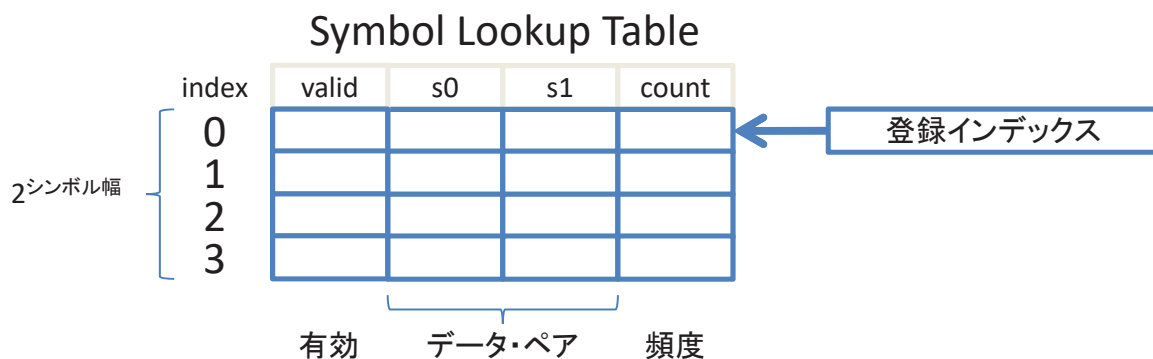 Symbol Lookup Table
index valid s0 s1 count
0
登録インデックス
1
2シンボル幅
2
3
有効 データ・ペア 頻度